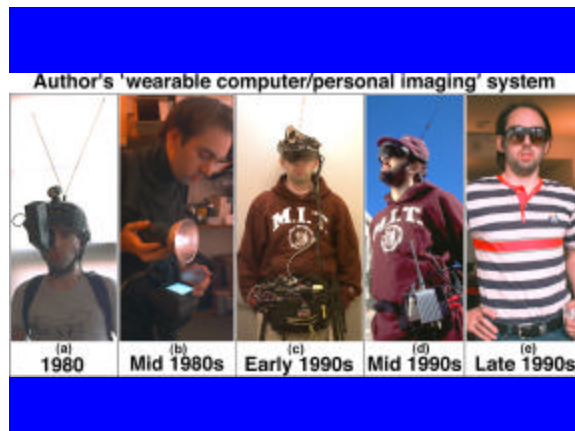 Author's 'wearable computer/personal imaging' system
M.I.T.
M.I.T.
(a) (b) (c) (d) (e)
1980 Mid 1980s Early 1990s Mid 1990s Late 1990s